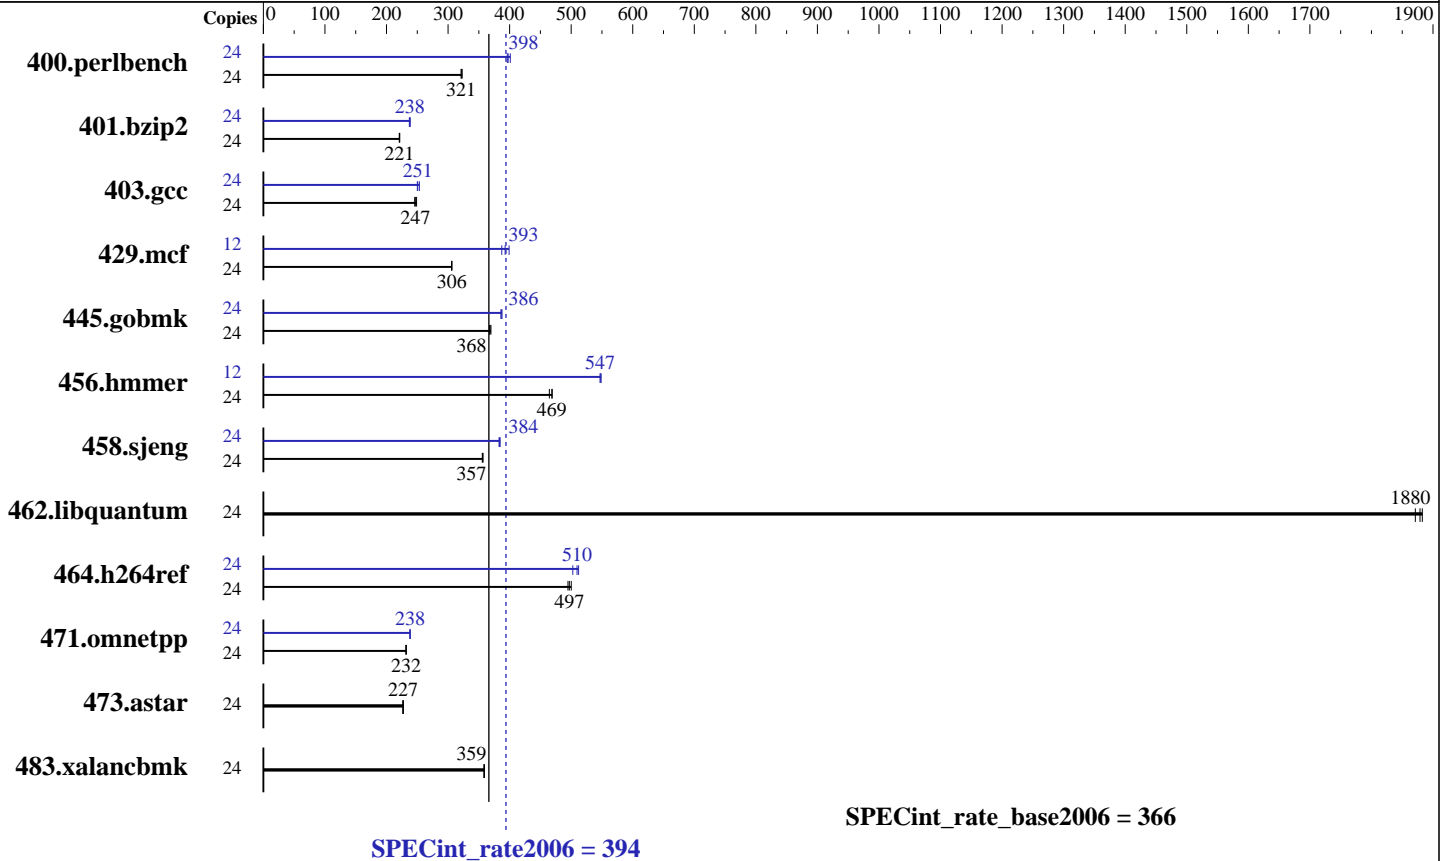 Copies 0 100 200 300 400 500 600 700 800 900 1000 1100 1200 1300 1400 1500 1600 1700 1900
400.perlbench 24 398
24 321
401.bzip2 24 238
24 221
403.gcc 24 251
24 247
429.mcf 12 393
24 306
445.gobmk 24 386
24 368
456.hmmer 12 547
24 469
458.sjeng 24 384
24 357
462.libquantum 24 1880
464.h264ref 24 510
24 497
471.omnetpp 24 238
24 232
473.astar 24 227
483.xalancbmk 24 359
SPECint_rate_base2006 = 366
SPECint_rate2006 = 394